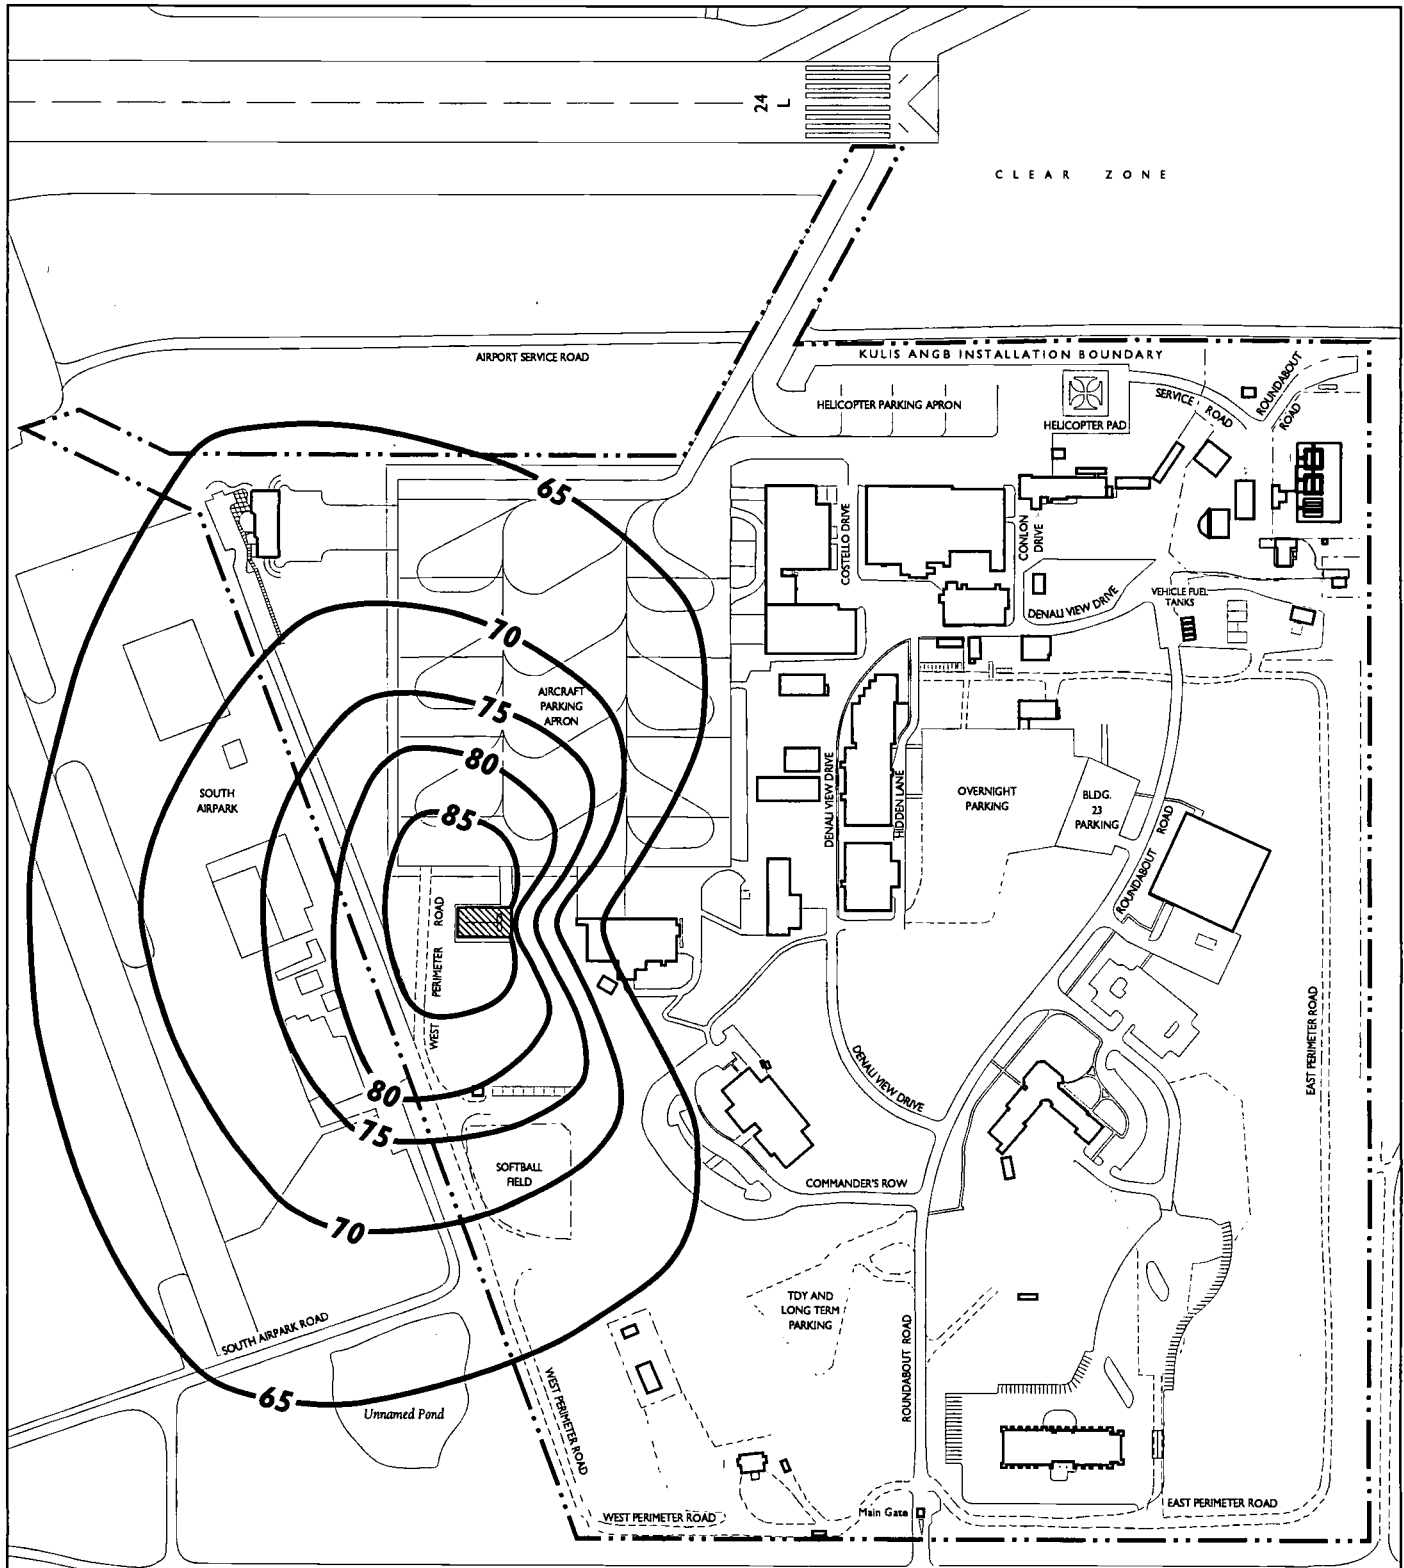 24
L
CLEAR ZONE
AIRPORT SERVICE ROAD
KULIS ANGB INSTALLATION BOUNDARY
HELICOPTER PARKING APRON
HELICOPTER PAD
SERVICE ROAD
ROUNDABOUT
ROAD
65
COSTELLO DRIVE
CONLON
DRIVE
DENALI VIEW DRIVE
VEHICLE FUEL
TANKS
70
AIRCRAFT
PARKING
APRON
75
80
85
SOUTH
AIRPARK
DENALI VIEW DRIVE
HIDDEN LANE
OVERNIGHT
PARKING
BLDG.
23
PARKING
ROUNDABOUT ROAD
WEST PERIMETER ROAD
EAST PERIMETER ROAD
DENALI VIEW DRIVE
80
75
70
SOFTBALL
FIELD
COMMANDER'S ROW
TDY AND
LONG TERM
PARKING
ROUNDABOUT ROAD
SOUTH AIRPARK ROAD
65
Unnamed Pond
WEST PERIMETER ROAD
WEST PERIMETER ROAD
Main Gate
EAST PERIMETER ROAD